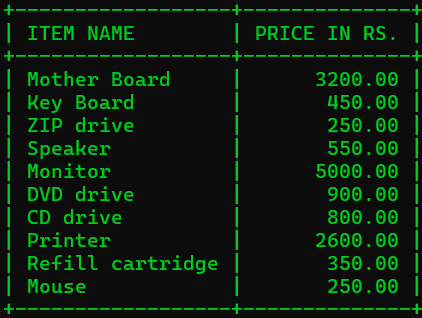 +-------------------+--------------+
| ITEM NAME         | PRICE IN RS. |
+-------------------+--------------+
| Mother Board      |      3200.00 |
| Key Board         |       450.00 |
| ZIP drive         |       250.00 |
| Speaker           |       550.00 |
| Monitor           |      5000.00 |
| DVD drive         |       900.00 |
| CD drive          |       800.00 |
| Printer           |      2600.00 |
| Refill cartridge  |       350.00 |
| Mouse             |       250.00 |
+-------------------+--------------+